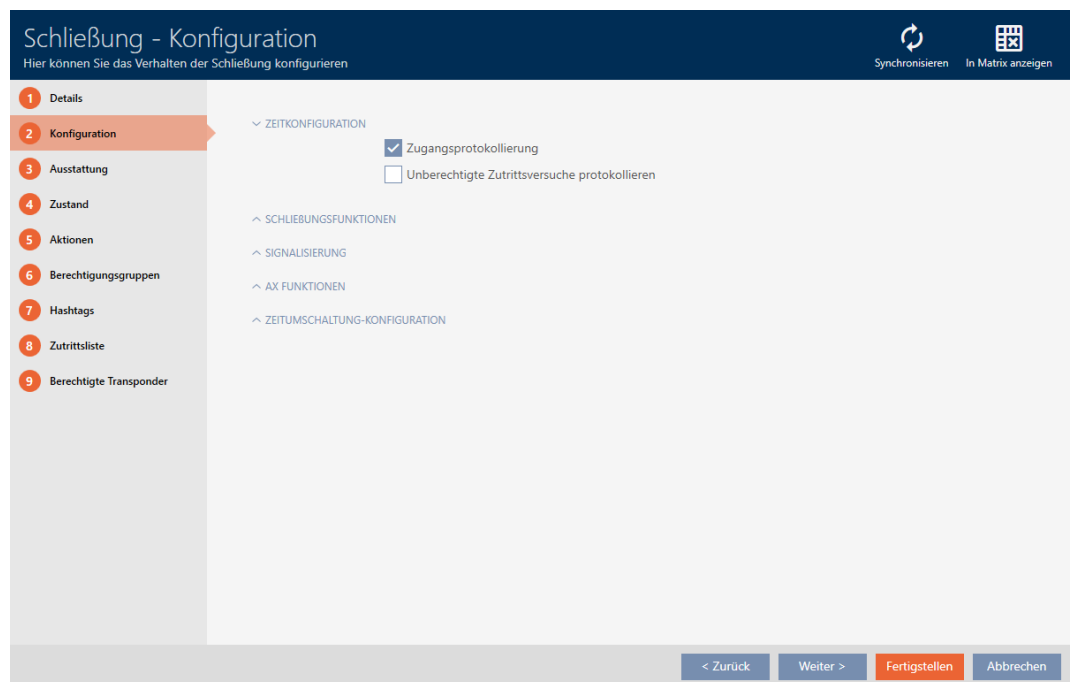 Schließung - Konfiguration
Hier können Sie das Verhalten der Schließung konfigurieren
Synchronisieren
In Matrix anzeigen
1 Details
2 Konfiguration
3 Ausstattung
4 Zustand
5 Aktionen
6 Berechtigungsgruppen
7 Hashtags
8 Zutrittsliste
9 Berechtigte Transponder
ZEITKONFIGURATION
Zugangsprotokollierung
Unberechtigte Zutrittsversuche protokollieren
SCHLIEßUNGSFUNKTIONEN
SIGNALISIERUNG
AX FUNKTIONEN
ZEITUMSCHALTUNG-KONFIGURATION
< Zurück
Weiter >
Fertigstellen
Abbrechen